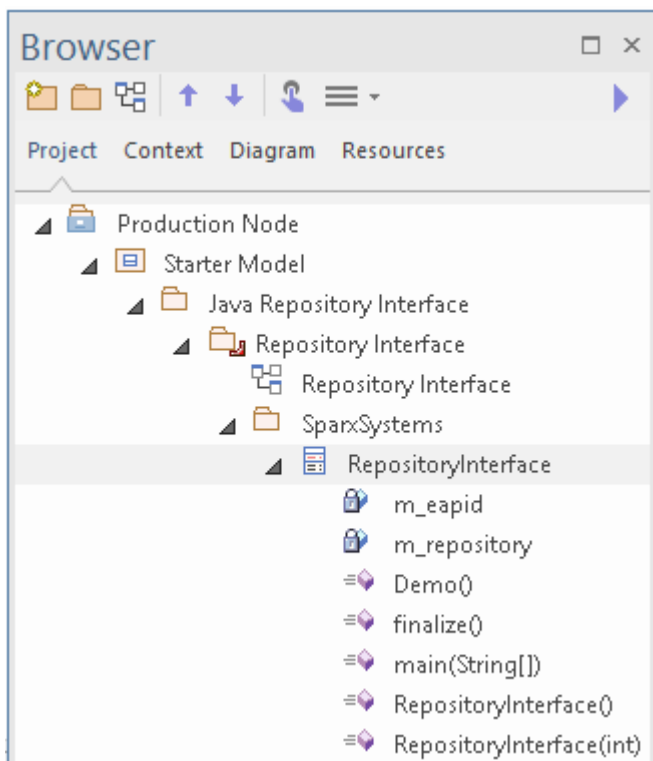 Browser
Project Context Diagram Resources
Production Node
Starter Model
Java Repository Interface
Repository Interface
Repository Interface
SparxSystems
RepositoryInterface
m_eapid
m_repository
Demo()
finalize()
main(String[])
RepositoryInterface()
RepositoryInterface(int)